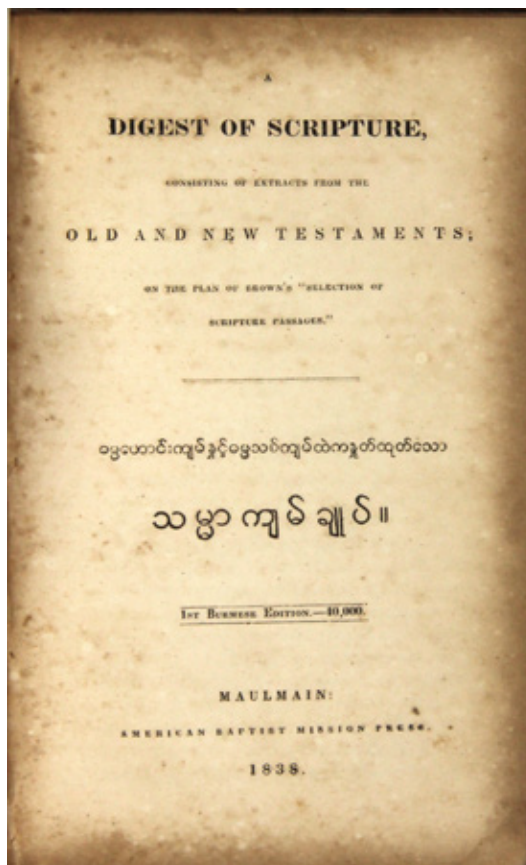 A
DIGEST OF SCRIPTURE,
CONSISTING OF EXTRACTS FROM THE
OLD AND NEW TESTAMENTS;
ON THE PLAN OF BROWN'S "SELECTION OF
SCRIPTURE PASSAGES."
ဓမ္မဟောင်းကျမ်နှင့်ဓမ္မသစ်ကျမ်ထဲကနှုတ်ထုတ်သော
သမ္မာကျမ်ချုပ်။
1ST BURMESE EDITION.—10,000.
MAULMAIN:
AMERICAN BAPTIST MISSION PRESS.
1838.